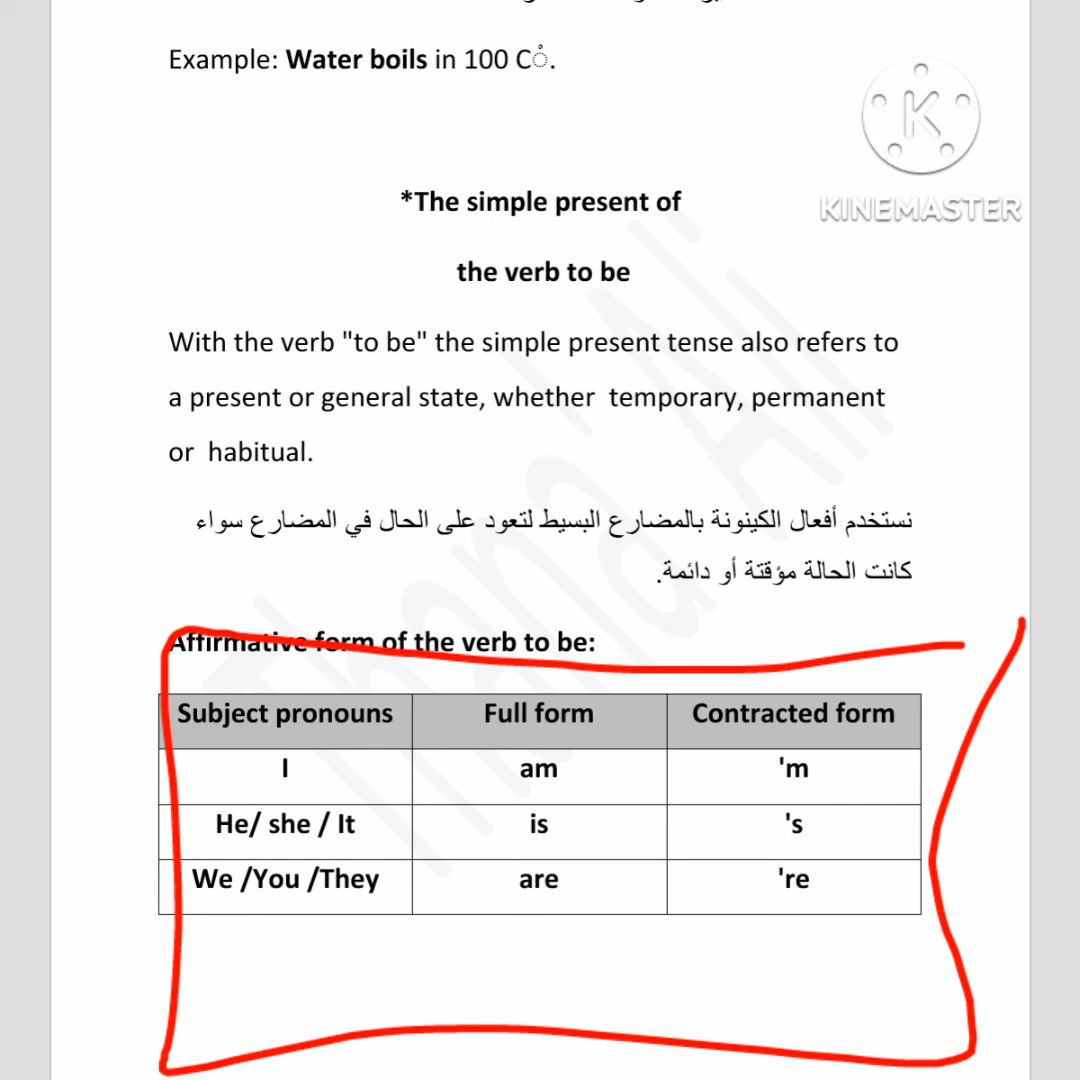 Example: Water boils in 100 C°.
KINEMASTER
*The simple present of
the verb to be
With the verb "to be" the simple present tense also refers to
a present or general state, whether temporary, permanent
or habitual.
نستخدم أفعال الكينونة بالمضارع البسيط لتعود على الحال في المضارع سواء
كانت الحالة مؤقتة أو دائمة.
Affirmative form of the verb to be:
Subject pronouns Full form Contracted form
I am 'm
He/ she / It is 's
We /You /They are 're
Thana' Ali